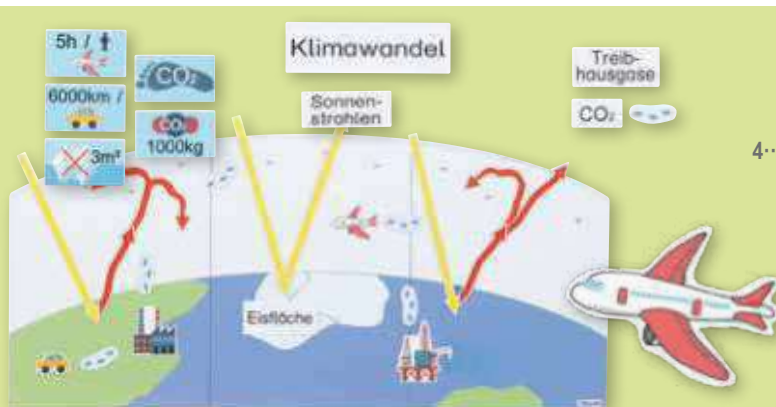 5h /
6000km /
3m²
CO₂
CO₂
1000kg
Klimawandel
Sonnen-
strahlen
Treib-
hausgase
CO₂
4
Eisfläche